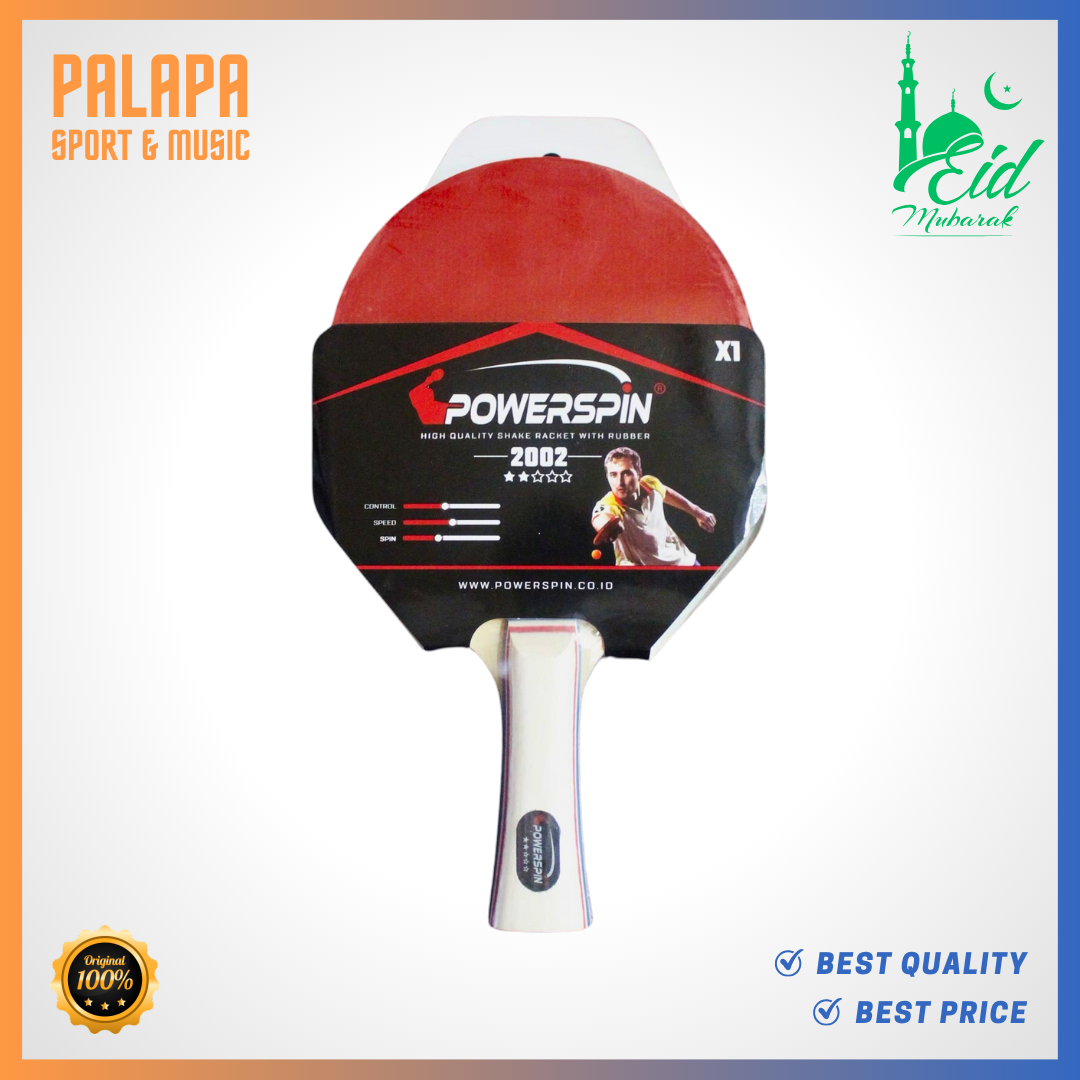 PALAPA
SPORT & MUSIC
Eid
Mubarak
X1
POWERSPIN®
HIGH QUALITY SHAKE RACKET WITH RUBBER
2002
CONTROL
SPEED
SPIN
WWW.POWERSPIN.CO.ID
POWERSPIN
Original
100%
BEST QUALITY
BEST PRICE